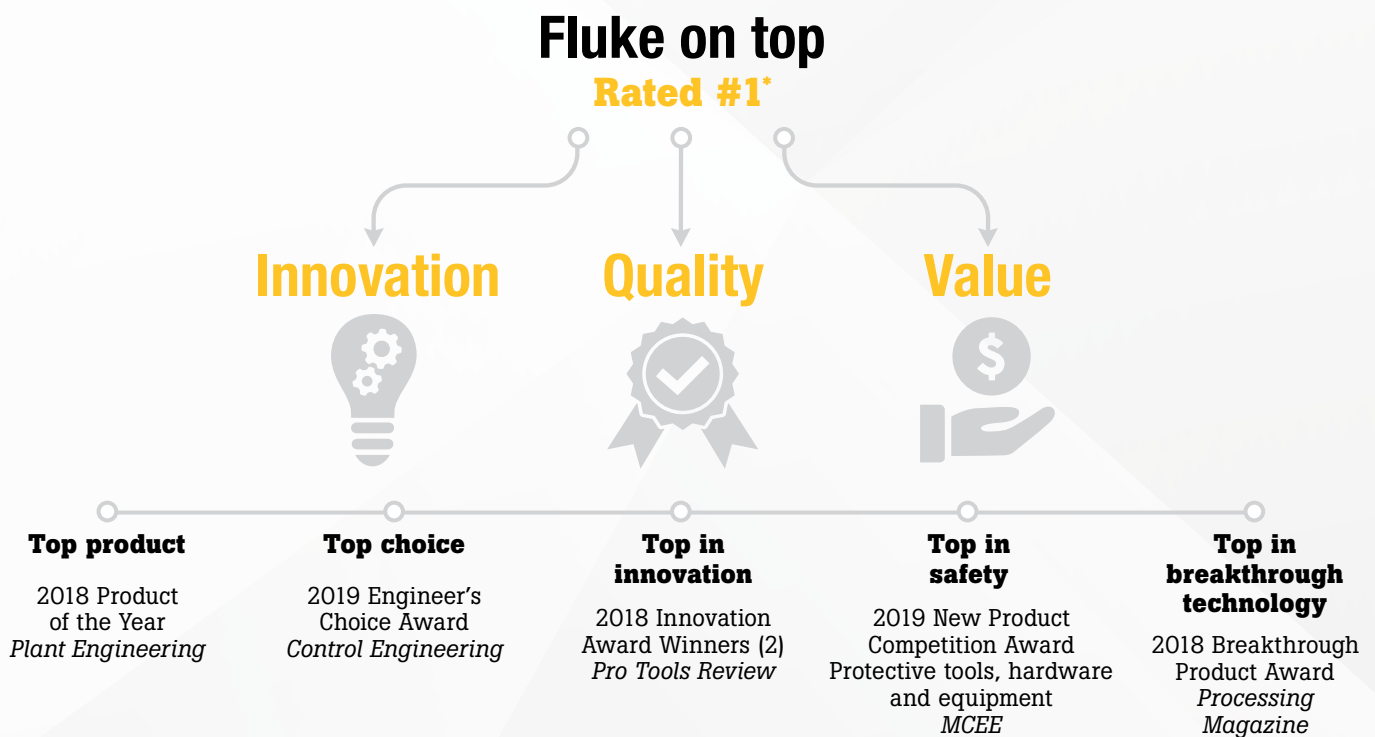 Fluke on top
Rated #1*
Innovation
Quality
Value
$
Top product
2018 Product
of the Year
Plant Engineering
Top choice
2019 Engineer’s
Choice Award
Control Engineering
Top in
innovation
2018 Innovation
Award Winners (2)
Pro Tools Review
Top in
safety
2019 New Product
Competition Award
Protective tools, hardware
and equipment
MCEE
Top in
breakthrough
technology
2018 Breakthrough
Product Award
Processing
Magazine